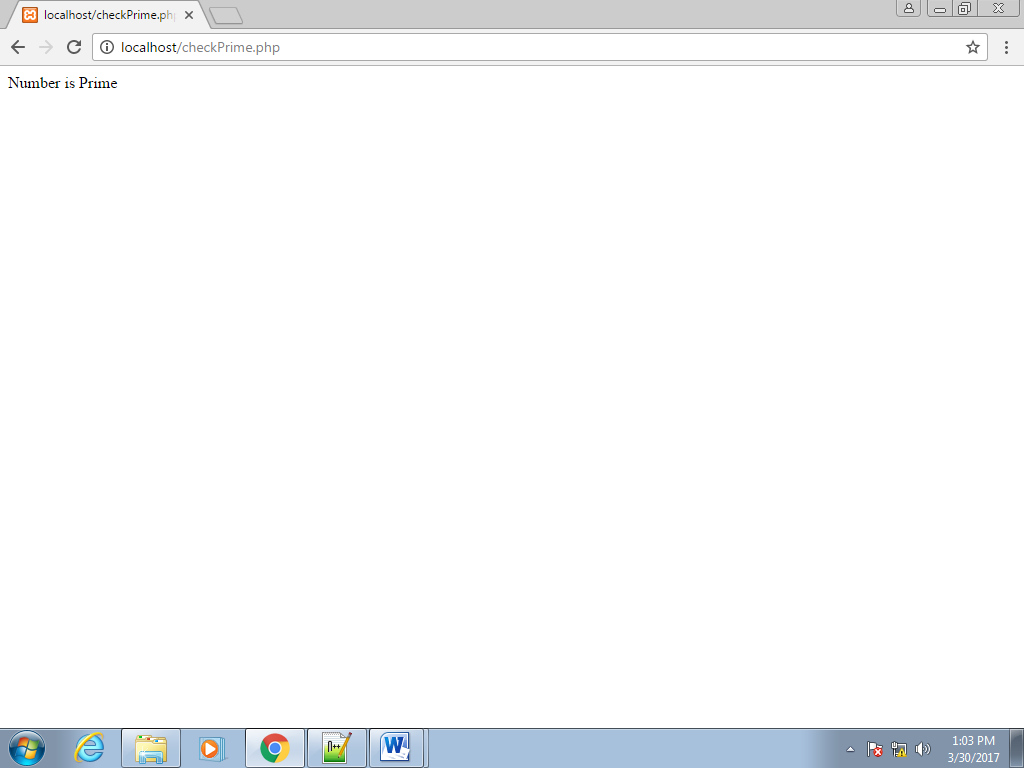 localhost/checkPrime.ph
localhost/checkPrime.php
Number is Prime
1:03 PM
3/30/2017